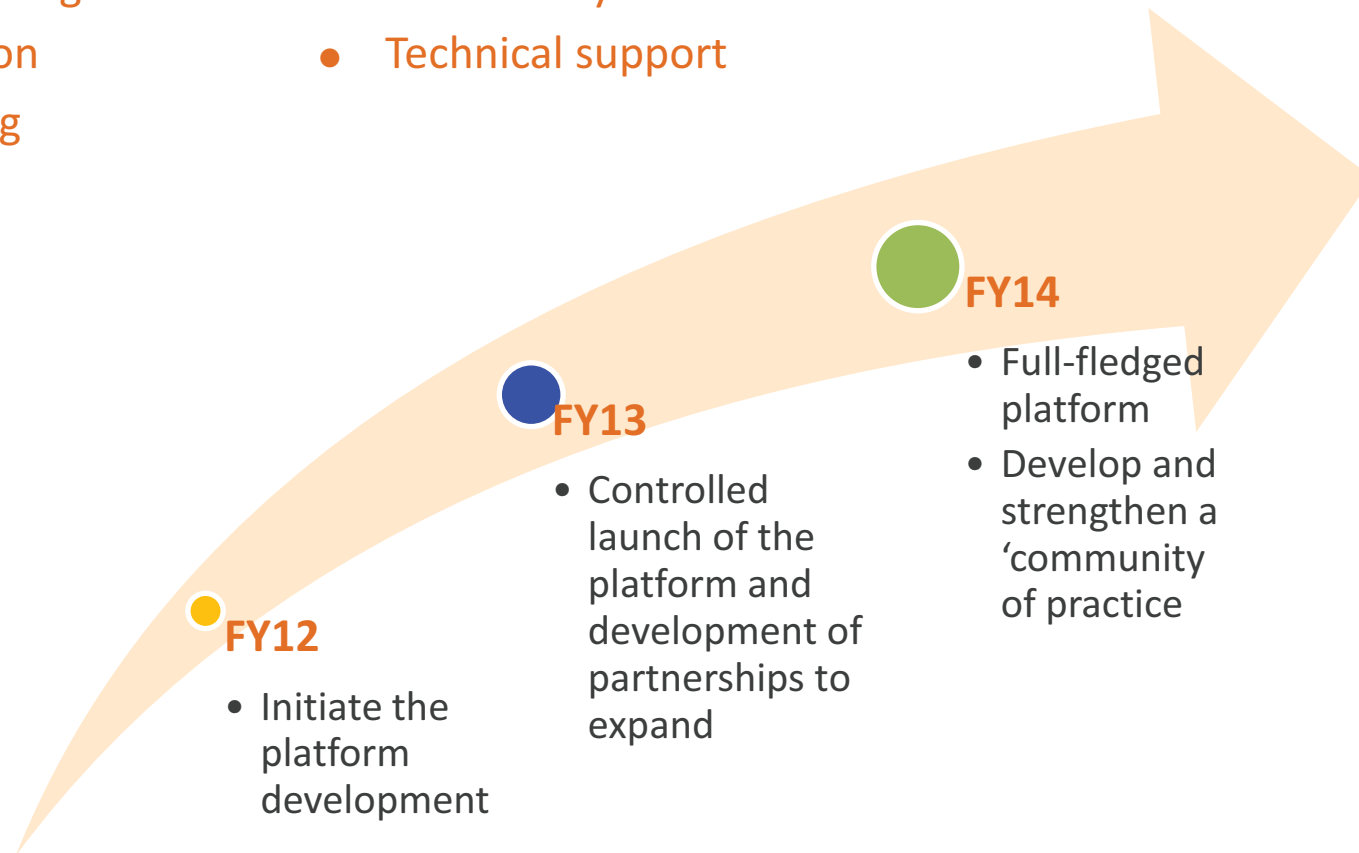 ● Technical support
FY12
• Initiate the
platform
development
FY13
• Controlled
launch of the
platform and
development of
partnerships to
expand
FY14
• Full-fledged
platform
• Develop and
strengthen a
‘community
of practice